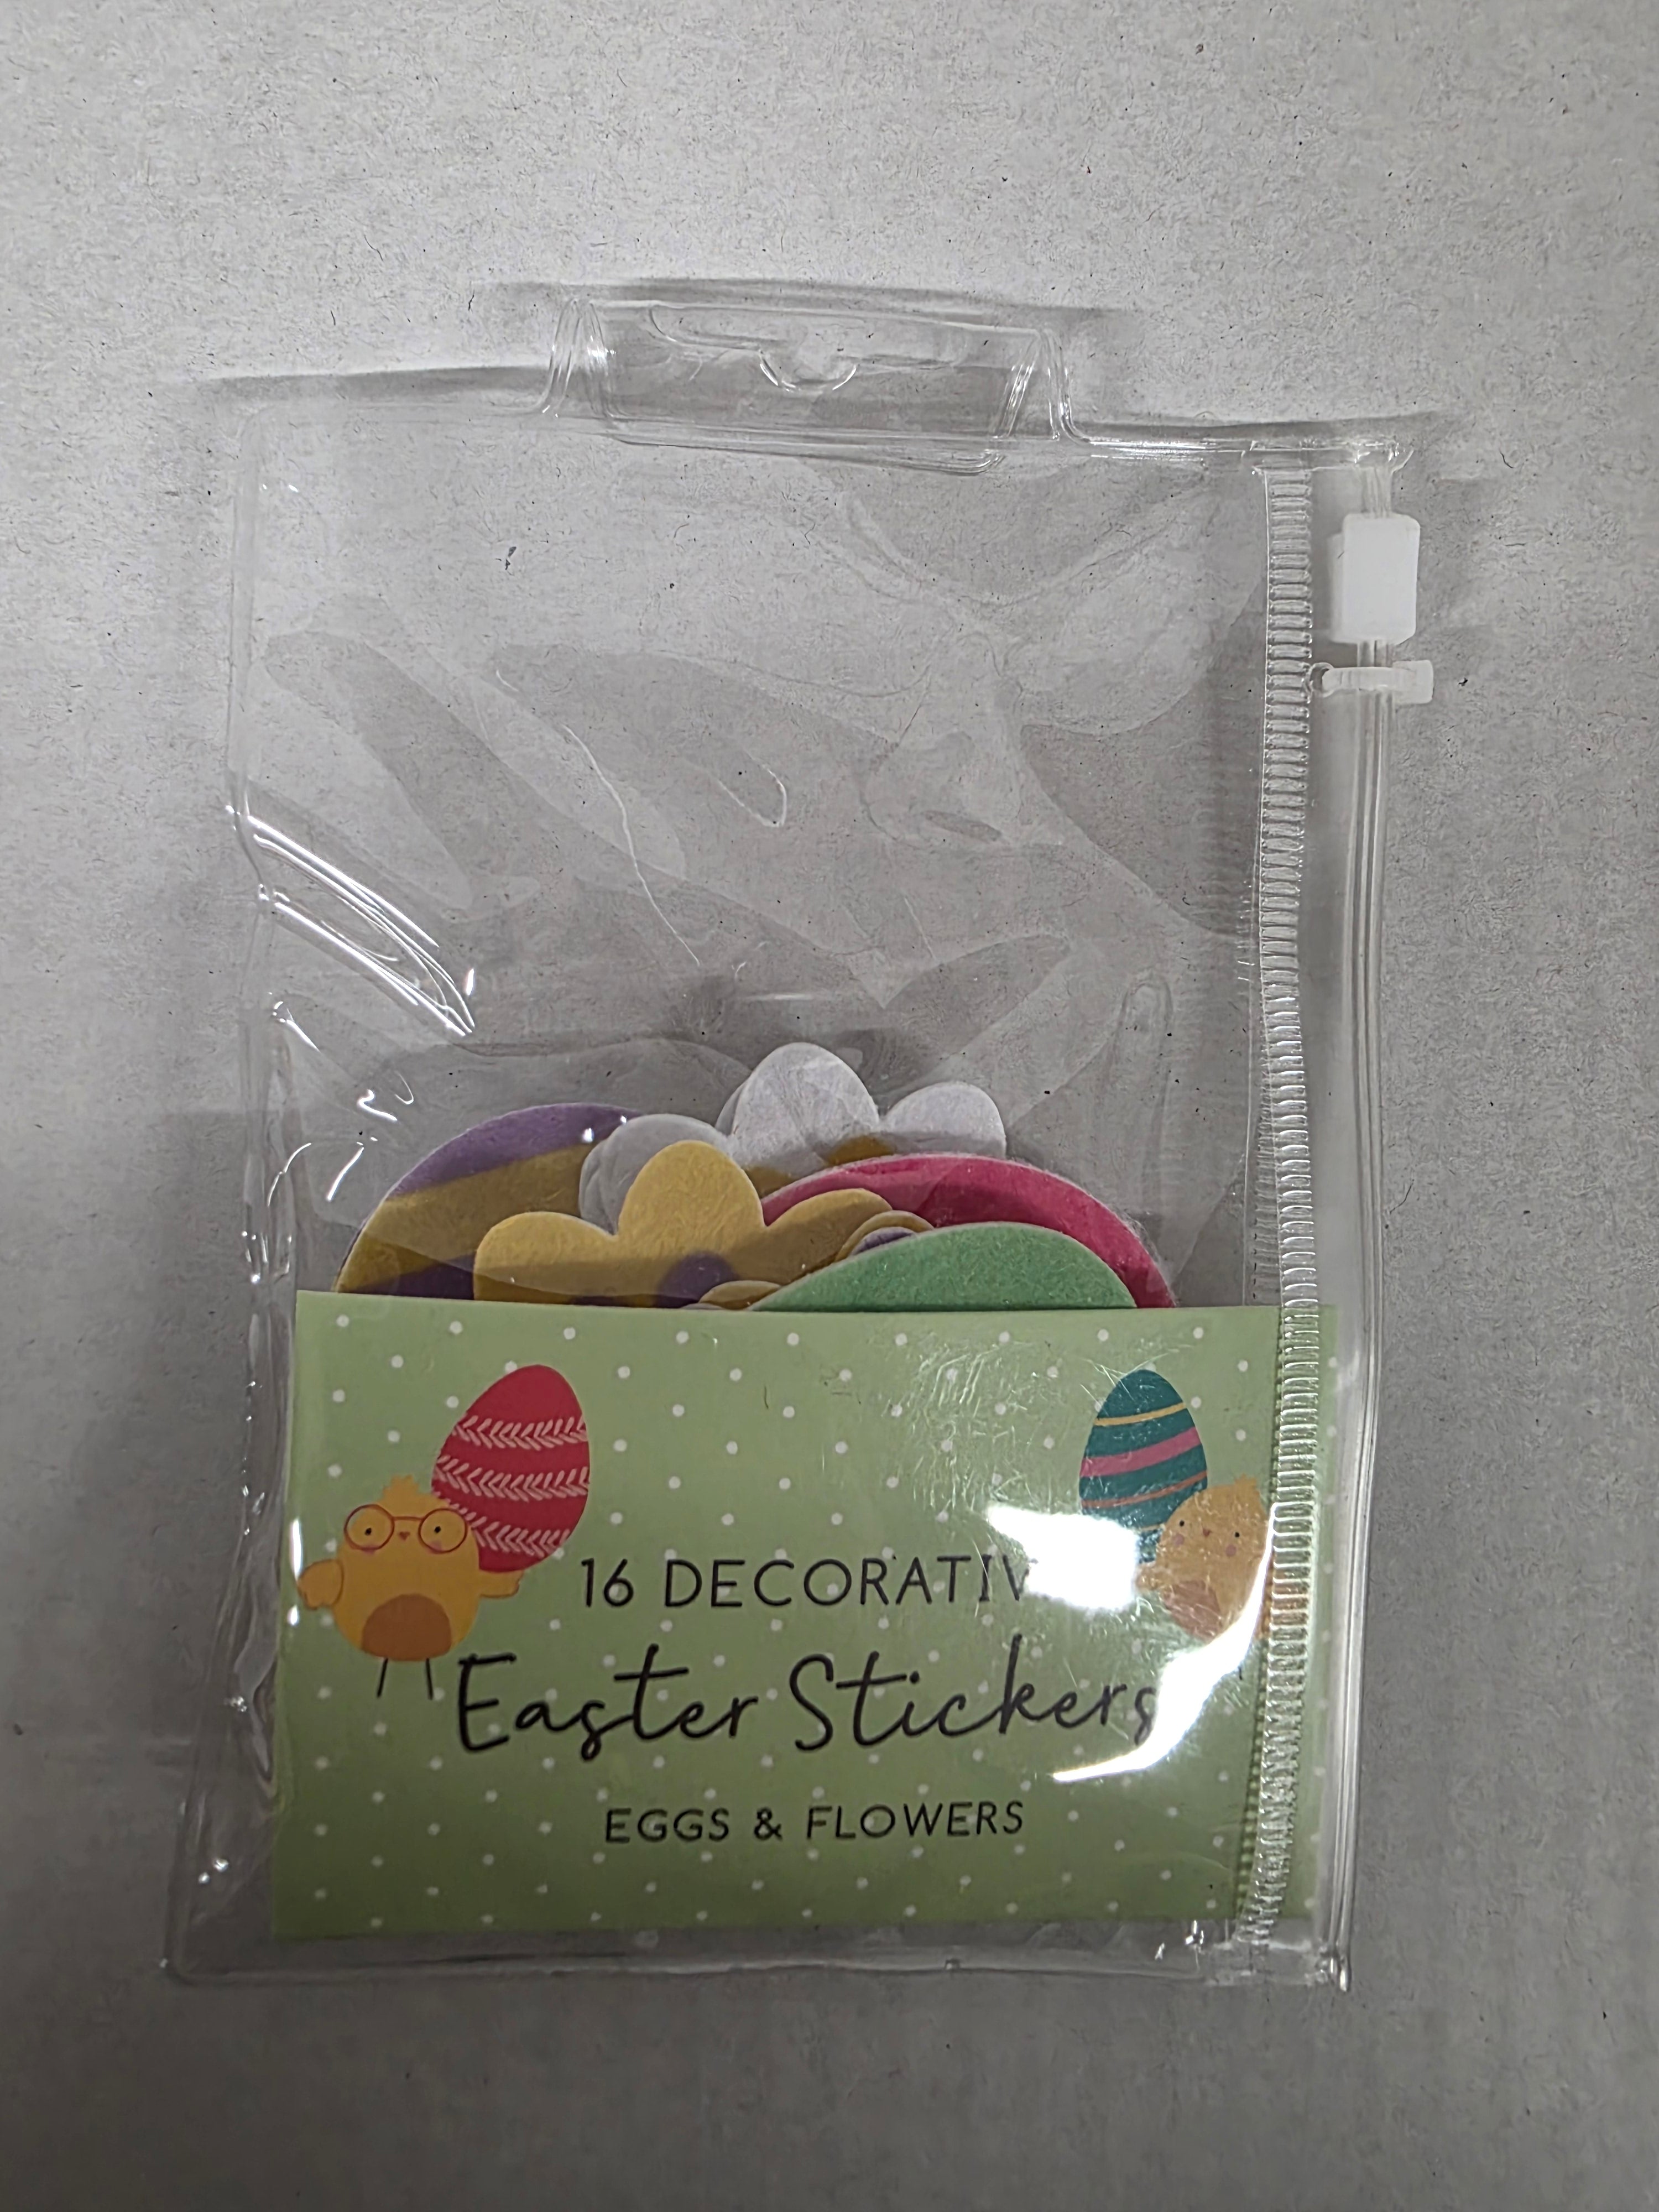 16 DECORATIV
Easter Stickers
EGGS & FLOWERS